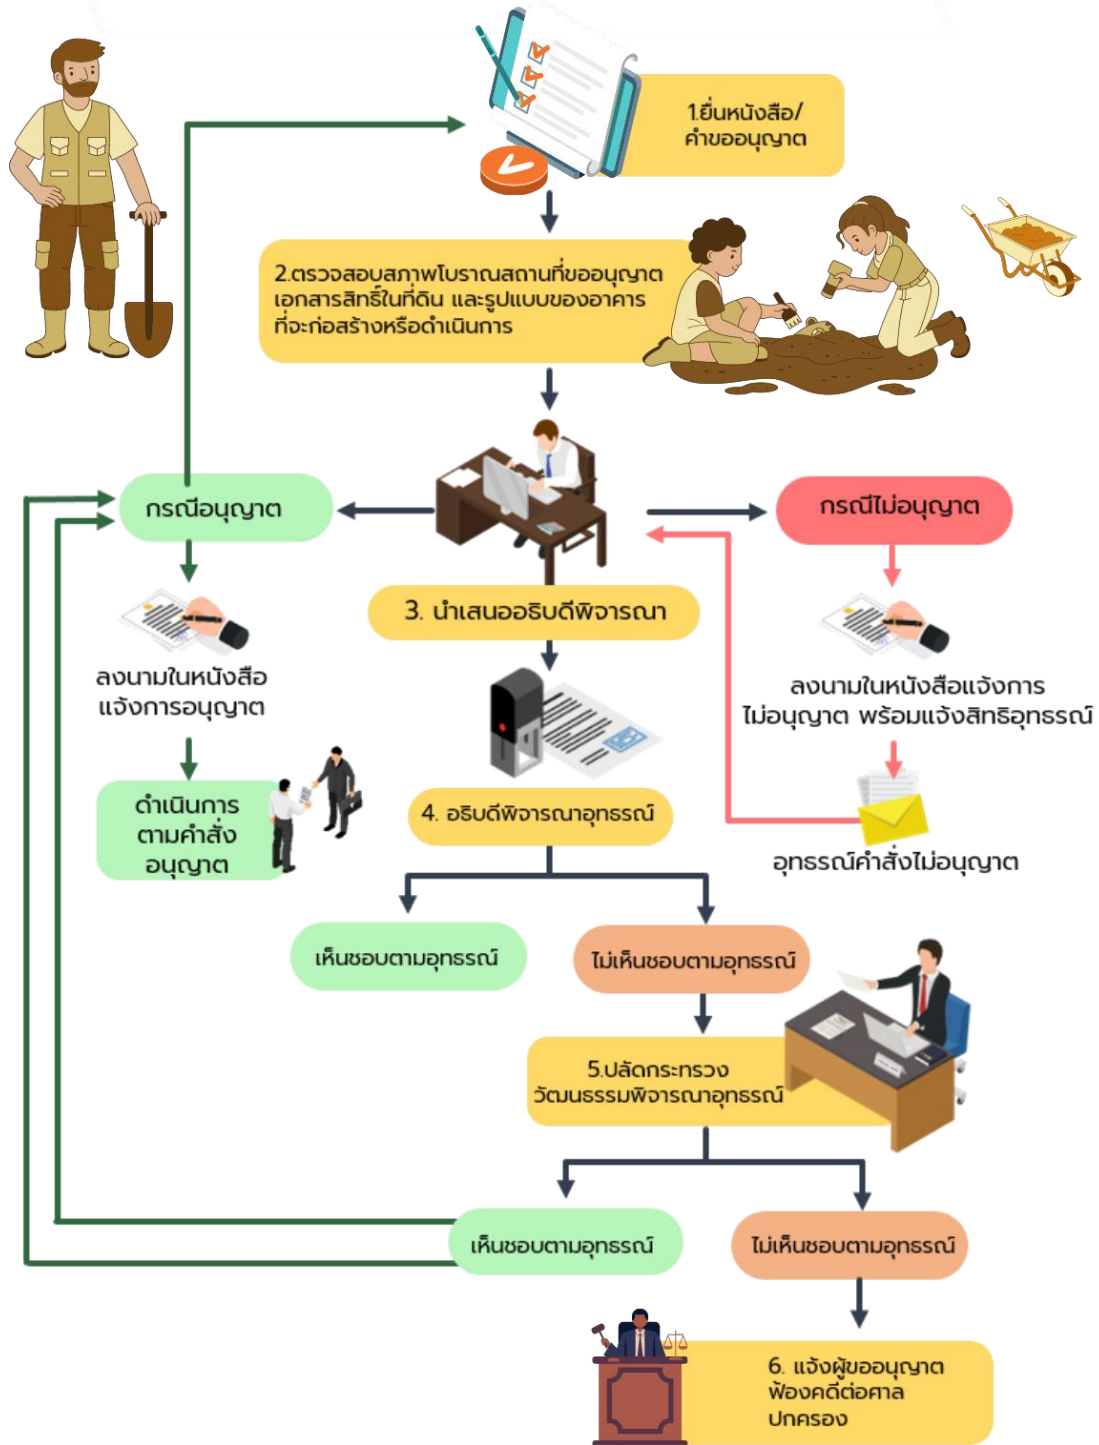 1.ยื่นหนังสือ/
คำขออนุญาต
2.ตรวจสอบสภาพโบราณสถานที่ขออนุญาต
เอกสารสิทธิ์ในที่ดิน และรูปแบบของอาคาร
ที่จะก่อสร้างหรือดำเนินการ
กรณีอนุญาต
กรณีไม่อนุญาต
3. นำเสนออธิบดีพิจารณา
ลงนามในหนังสือ
แจ้งการอนุญาต
ลงนามในหนังสือแจ้งการ
ไม่อนุญาต พร้อมแจ้งสิทธิอุทธรณ์
ดำเนินการ
ตามคำสั่ง
อนุญาต
4. อธิบดีพิจารณาอุทธรณ์
อุทธรณ์คำสั่งไม่อนุญาต
เห็นชอบตามอุทธรณ์
ไม่เห็นชอบตามอุทธรณ์
5.ปลัดกระทรวง
วัฒนธรรมพิจารณาอุทธรณ์
เห็นชอบตามอุทธรณ์
ไม่เห็นชอบตามอุทธรณ์
6. แจ้งผู้ขออนุญาต
ฟ้องคดีต่อศาล
ปกครอง